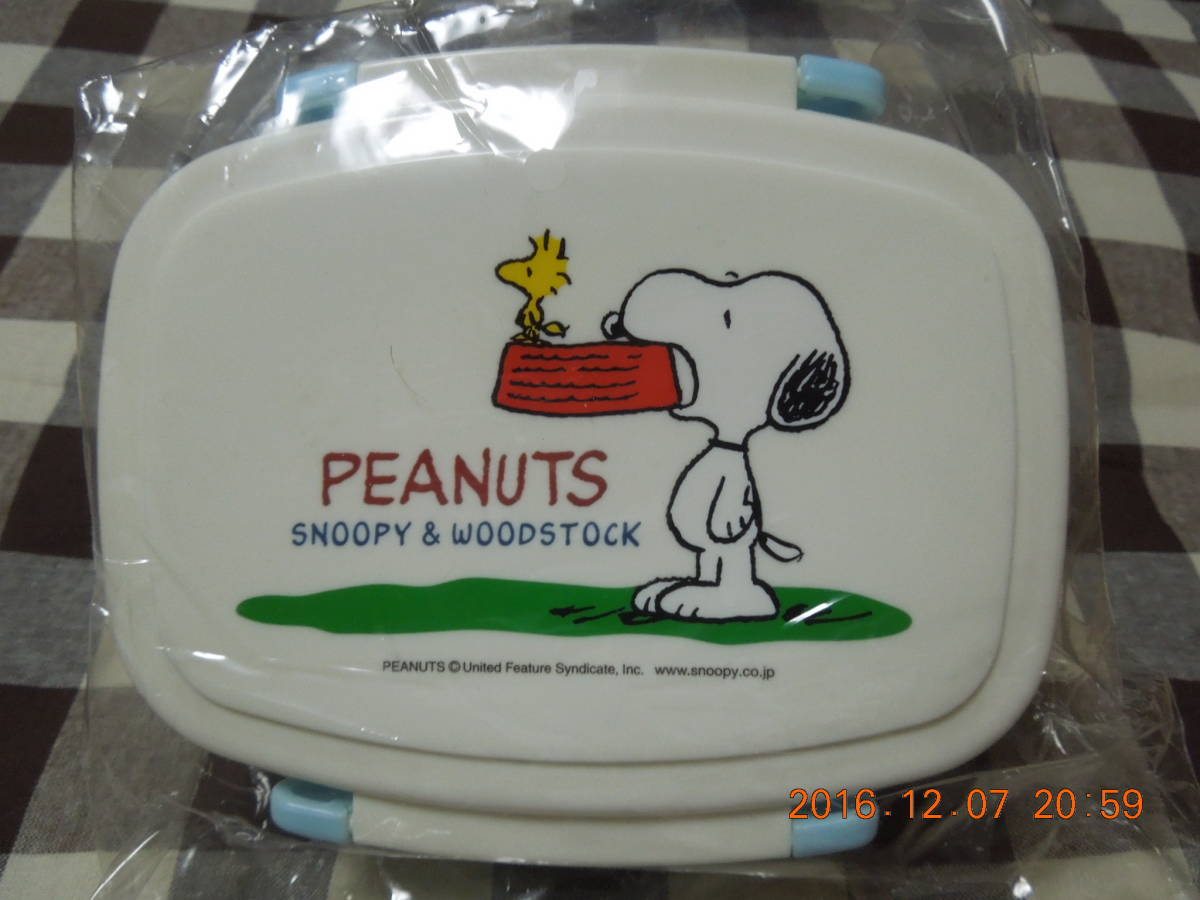 PEANUTS
SNOOPY & WOODSTOCK
PEANUTS © United Feature Syndicate, Inc. www.snoopy.co.jp
2016.12.07 20:59